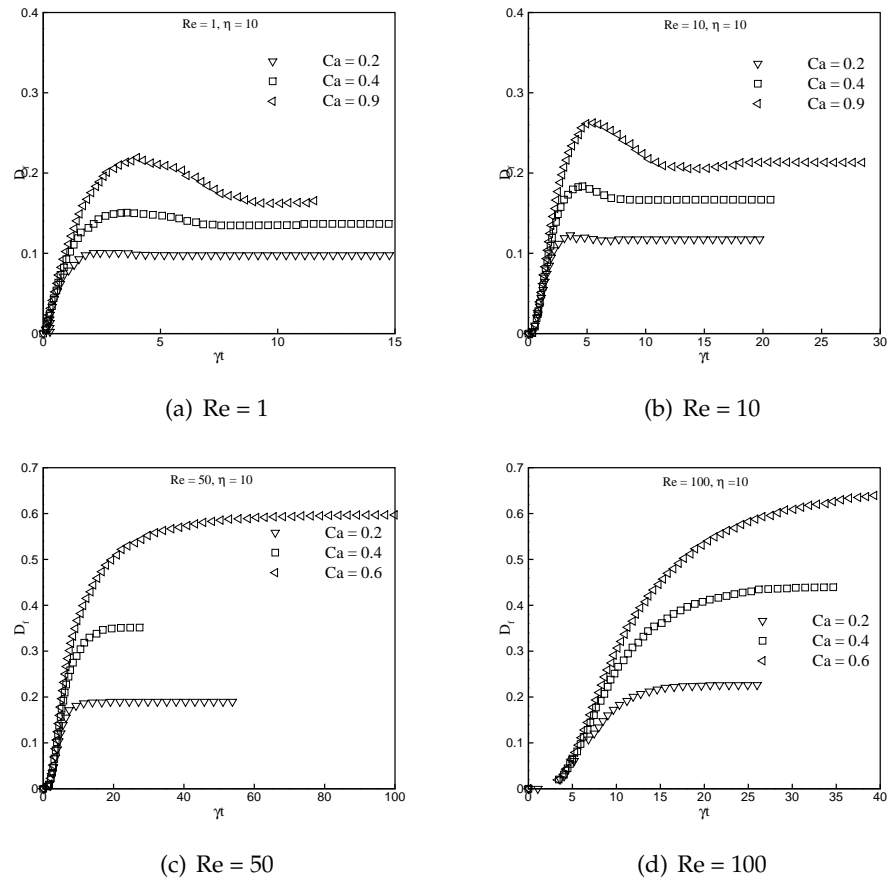 Re = 1, η = 10
Ca = 0.2
Ca = 0.4
Ca = 0.9
D_f
0.4
0.3
0.2
0.1
0
0 5 10 15
γt
(a) Re = 1
Re = 10, η = 10
Ca = 0.2
Ca = 0.4
Ca = 0.9
D_f
0.4
0.3
0.2
0.1
0
0 5 10 15 20 25 30
γt
(b) Re = 10
Re = 50, η = 10
Ca = 0.2
Ca = 0.4
Ca = 0.6
D_f
0.7
0.6
0.5
0.4
0.3
0.2
0.1
0
0 20 40 60 80 100
γt
(c) Re = 50
Re = 100, η =10
Ca = 0.2
Ca = 0.4
Ca = 0.6
D_f
0.7
0.6
0.5
0.4
0.3
0.2
0.1
0
0 5 10 15 20 25 30 35 40
γt
(d) Re = 100